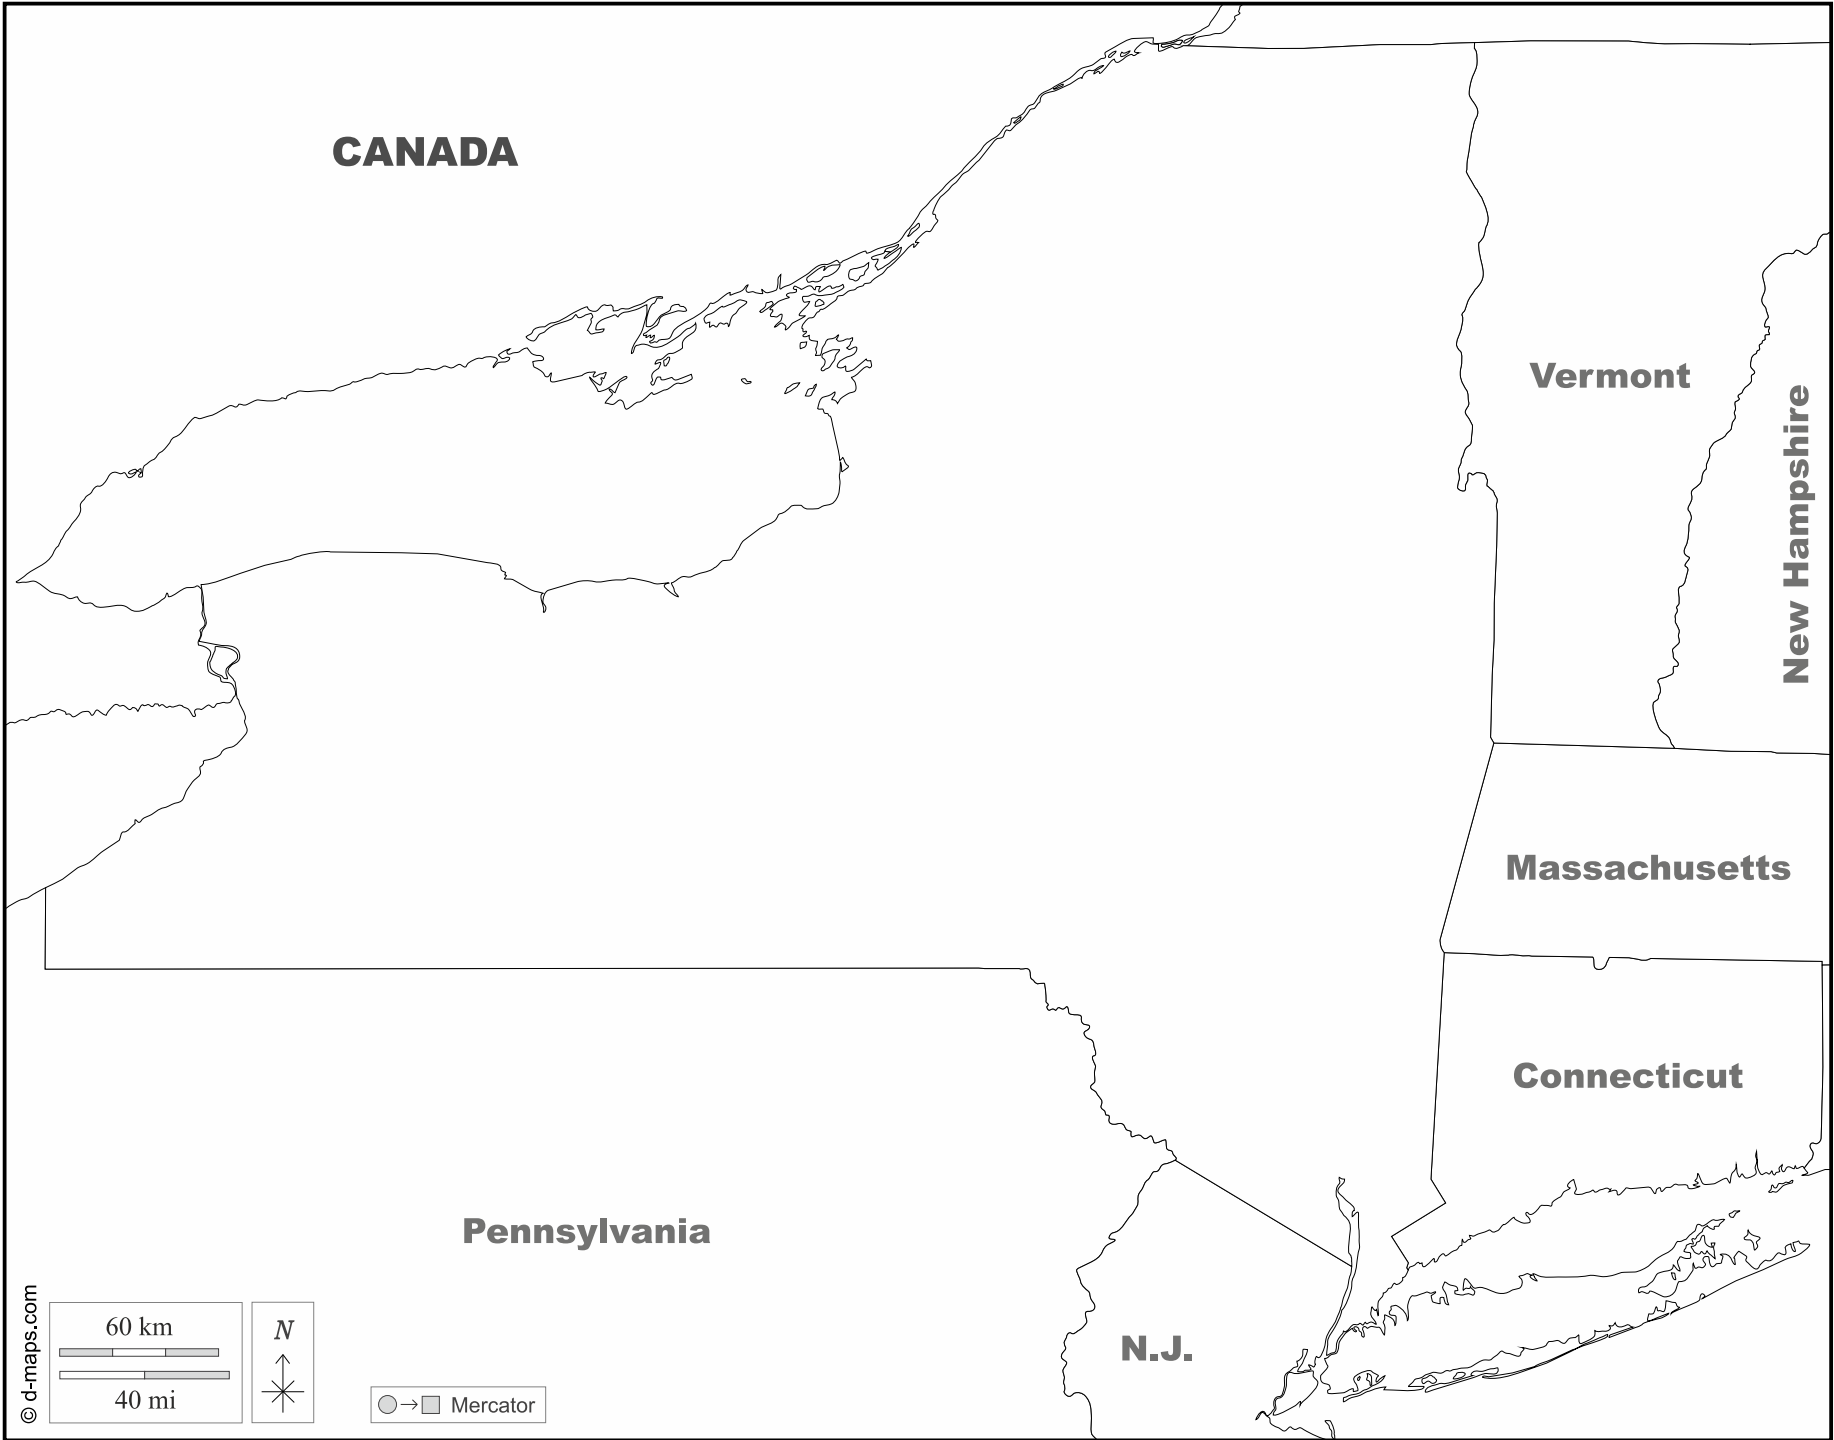 CANADA
Vermont
New Hampshire
Massachusetts
Connecticut
Pennsylvania
N.J.
© d-maps.com
60 km
40 mi
N
Mercator